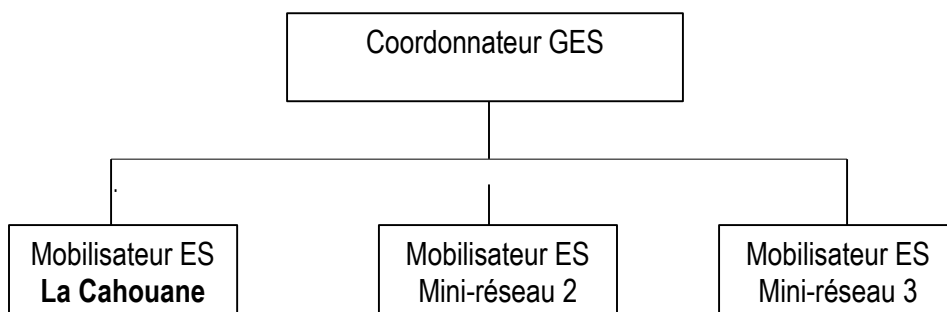 Coordonnateur GES
.
Mobilisateur ES
La Cahouane
Mobilisateur ES
Mini-réseau 2
Mobilisateur ES
Mini-réseau 3